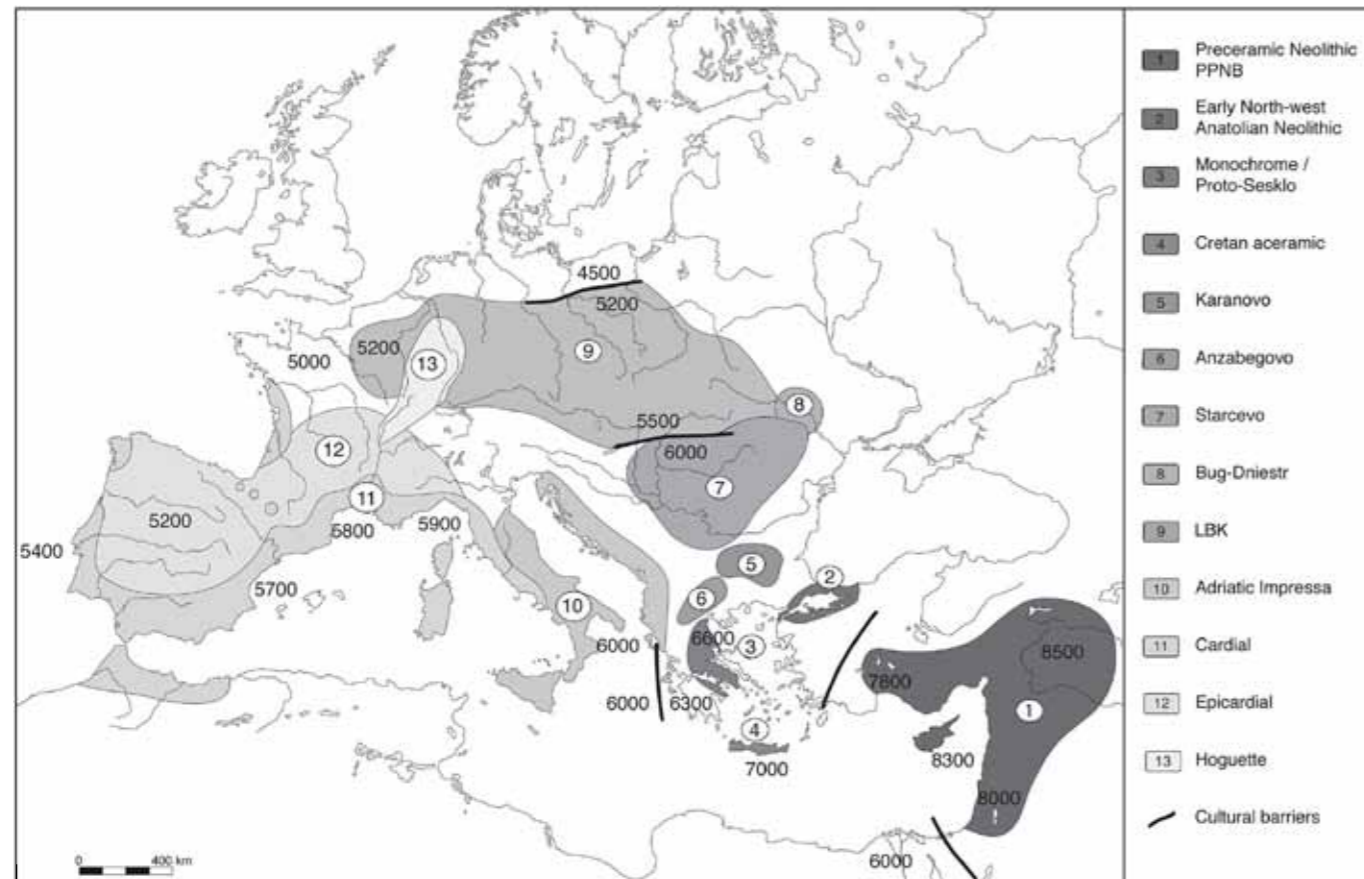 4500
5200
9
5200
13
5000
8
5500
6000
12
7
11
5200
5800
5900
5400
5700
5
2
6
10
6600
3
8500
6000
7800
1
6000
6300
4
8300
7000
8000
6000
0 400 km
1 Preceramic Neolithic
PPNB
2 Early North-west
Anatolian Neolithic
3 Monochrome /
Proto-Sesklo
4 Cretan aceramic
5 Karanovo
6 Anzabegovo
7 Starcevo
8 Bug-Dniestr
9 LBK
10 Adriatic Impressa
11 Cardial
12 Epicardial
13 Hoguette
Cultural barriers